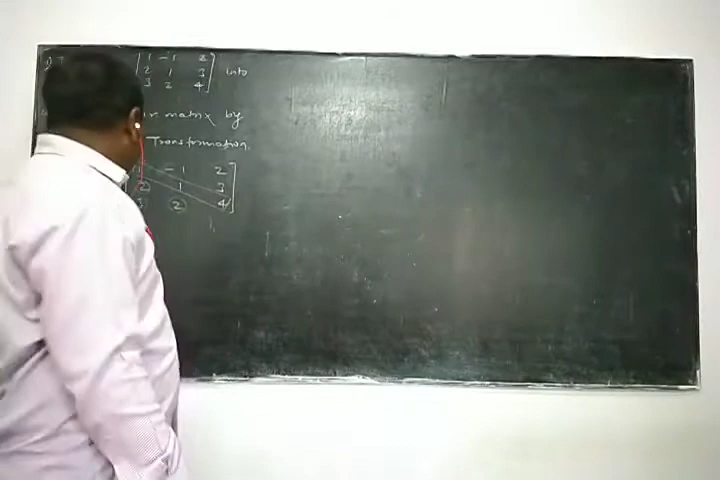 1 -1 2
2 1 3 into
3 2 4
matrix by
Transformation.
1 -1 2
2 1 3
3 2 4